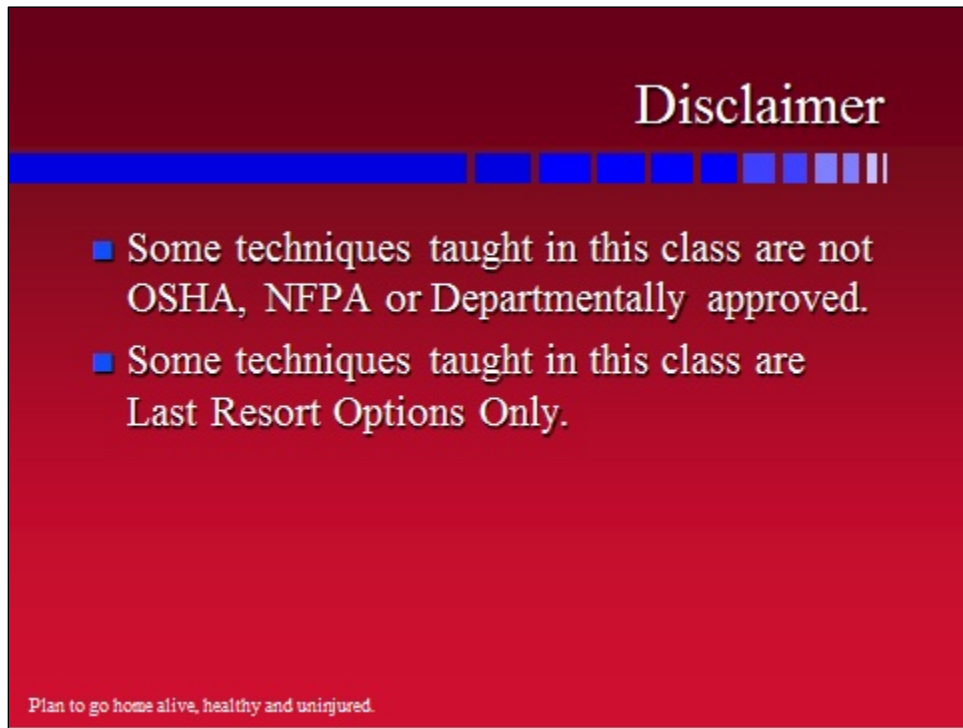 Disclaimer
Some techniques taught in this class are not
OSHA, NFPA or Departmentally approved.
Some techniques taught in this class are
Last Resort Options Only.
Plan to go home alive, healthy and uninjured.